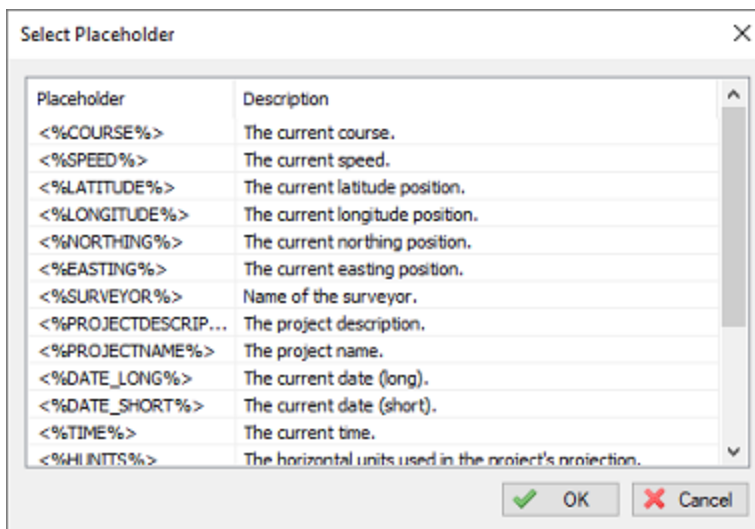 Select Placeholder
Placeholder Description
<%COURSE%> The current course.
<%SPEED%> The current speed.
<%LATITUDE%> The current latitude position.
<%LONGITUDE%> The current longitude position.
<%NORTHING%> The current northing position.
<%EASTING%> The current easting position.
<%SURVEYOR%> Name of the surveyor.
<%PROJECTDESCRIP... The project description.
<%PROJECTNAME%> The project name.
<%DATE_LONG%> The current date (long).
<%DATE_SHORT%> The current date (short).
<%TIME%> The current time.
<%HUNITS%> The horizontal units used in the project's projection.
OK Cancel